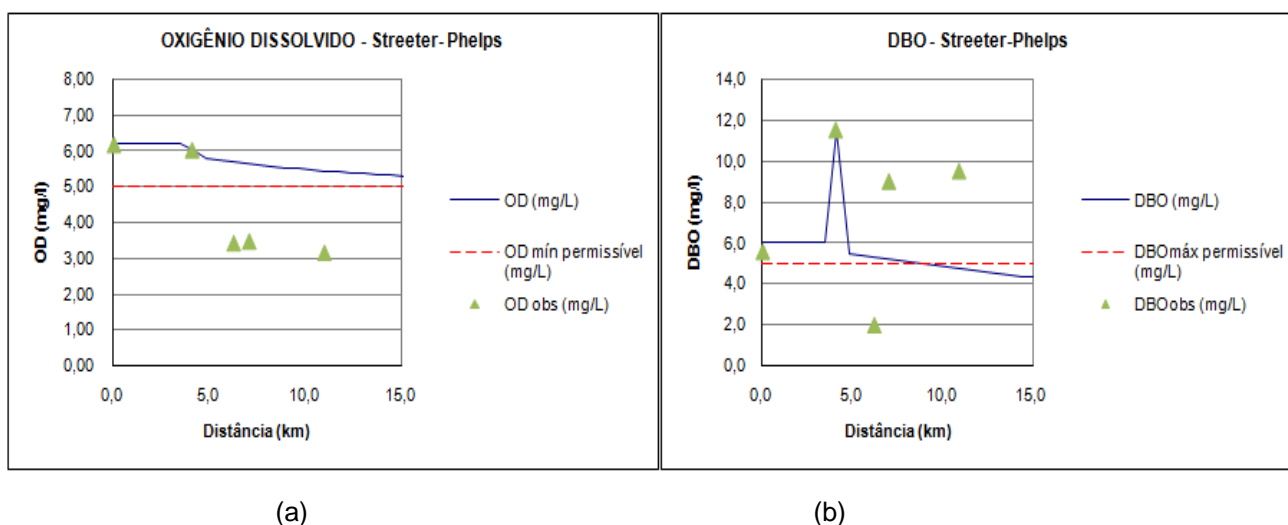 OXIGÊNIO DISSOLVIDO - Streeter-Phelps
8,00
7,00
6,00
5,00
4,00
3,00
2,00
1,00
0,00
OD (mg/l)
0,0 5,0 10,0 15,0
Distância (km)
OD (mg/L)
OD mín permissível
(mg/L)
OD obs (mg/L)
DBO - Streeter-Phelps
14,0
12,0
10,0
8,0
6,0
4,0
2,0
0,0
DBO (mg/l)
0,0 5,0 10,0 15,0
Distância (km)
DBO (mg/L)
DBO máx permissível
(mg/L)
DBO obs (mg/L)
(a) (b)